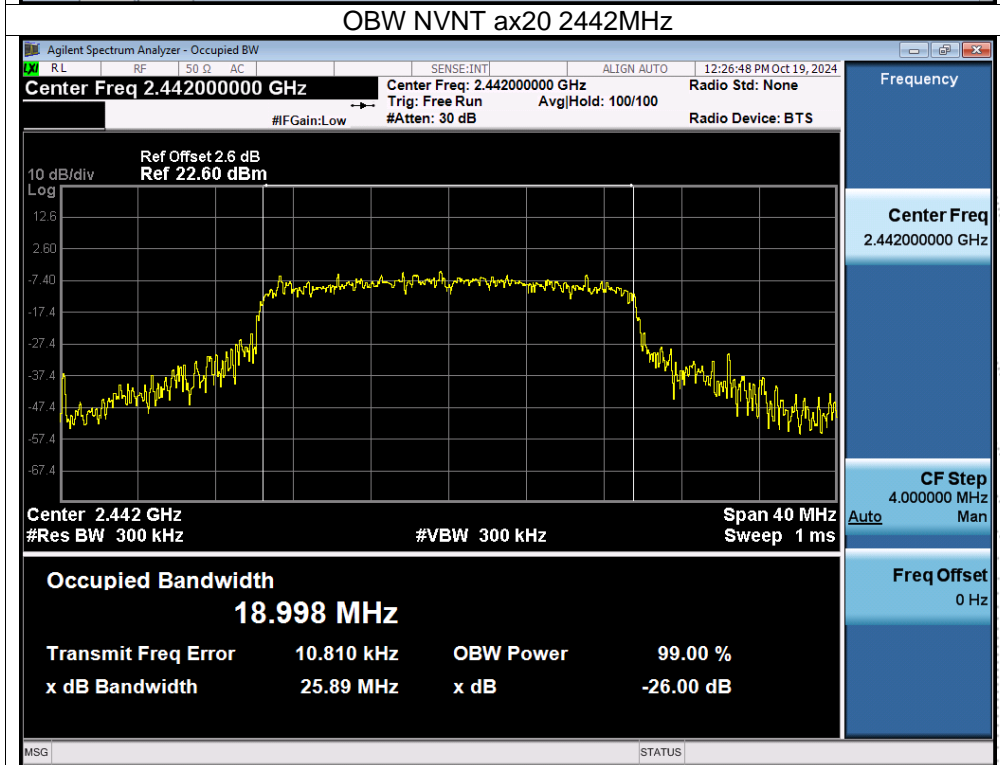 OBW NVNT ax20 2442MHz
Agilent Spectrum Analyzer - Occupied BW
LXI RL RF 50 Ω AC SENSE:INT ALIGN AUTO 12:26:48 PM Oct 19, 2024
Center Freq 2.442000000 GHz
Center Freq: 2.442000000 GHz
Radio Std: None
Trig: Free Run Avg|Hold: 100/100
#IFGain:Low #Atten: 30 dB Radio Device: BTS
Frequency
Ref Offset 2.6 dB
10 dB/div Ref 22.60 dBm
Log
12.6
2.60
-7.40
-17.4
-27.4
-37.4
-47.4
-57.4
-67.4
Center 2.442 GHz Span 40 MHz
#Res BW 300 kHz #VBW 300 kHz Sweep 1 ms
Center Freq
2.442000000 GHz
CF Step
4.000000 MHz
Auto Man
Freq Offset
0 Hz
Occupied Bandwidth
18.998 MHz
Transmit Freq Error 10.810 kHz OBW Power 99.00 %
x dB Bandwidth 25.89 MHz x dB -26.00 dB
MSG STATUS